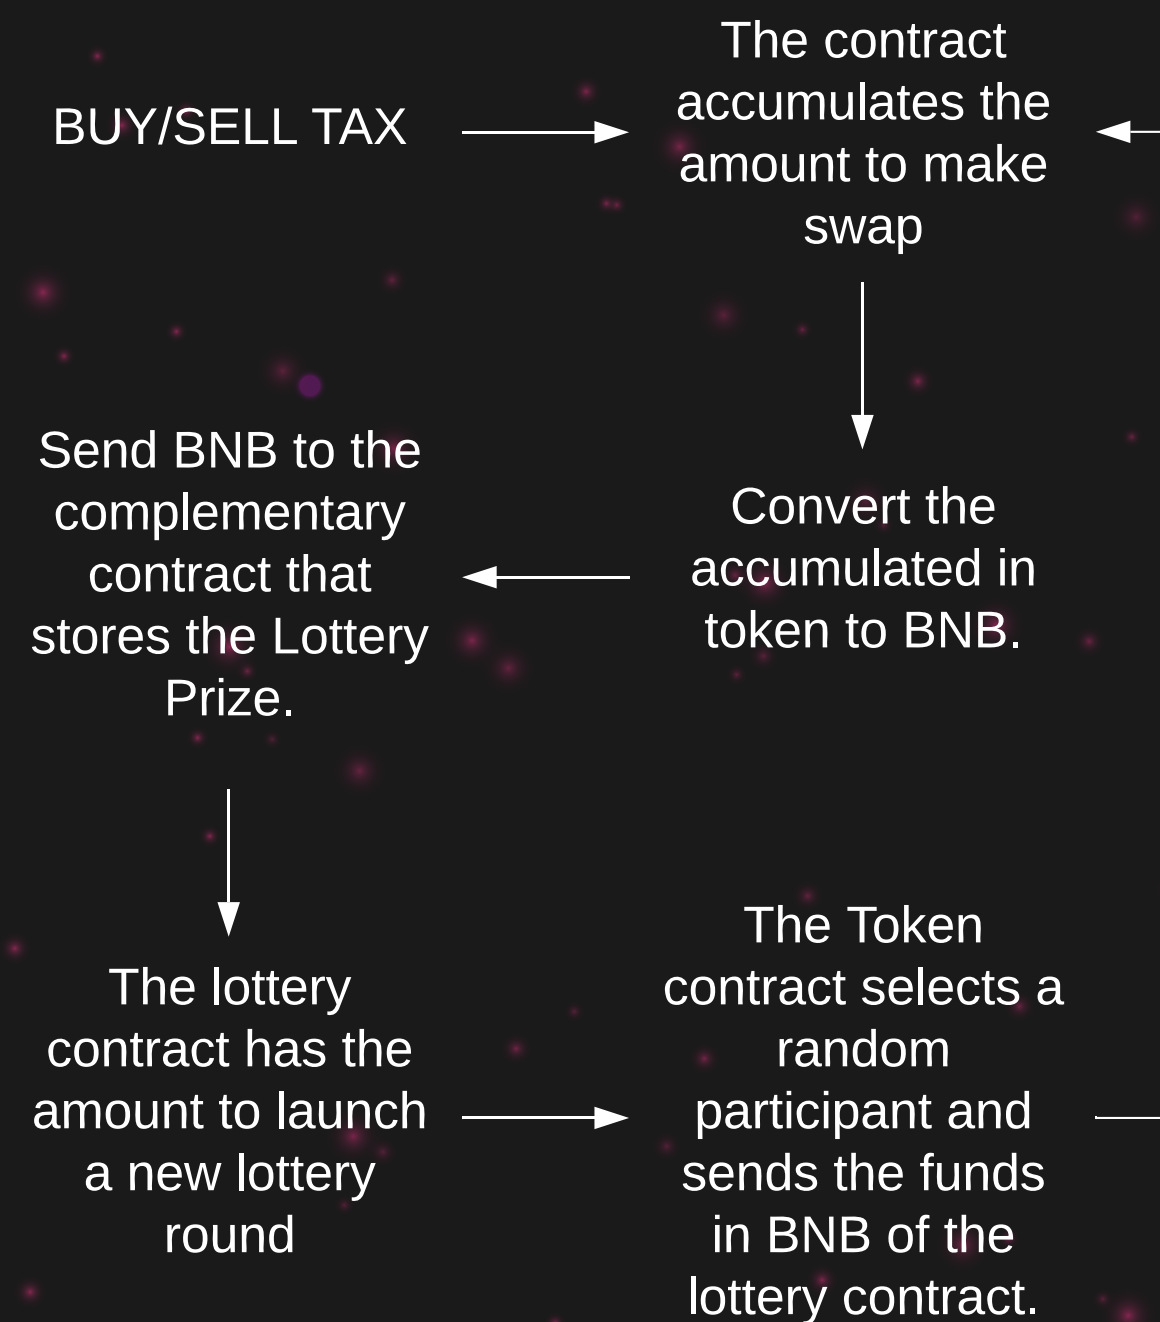 BUY/SELL TAX
The contract
accumulates the
amount to make
swap
Convert the
accumulated in
token to BNB.
Send BNB to the
complementary
contract that
stores the Lottery
Prize.
The lottery
contract has the
amount to launch
a new lottery
round
The Token
contract selects a
random
participant and
sends the funds
in BNB of the
lottery contract.